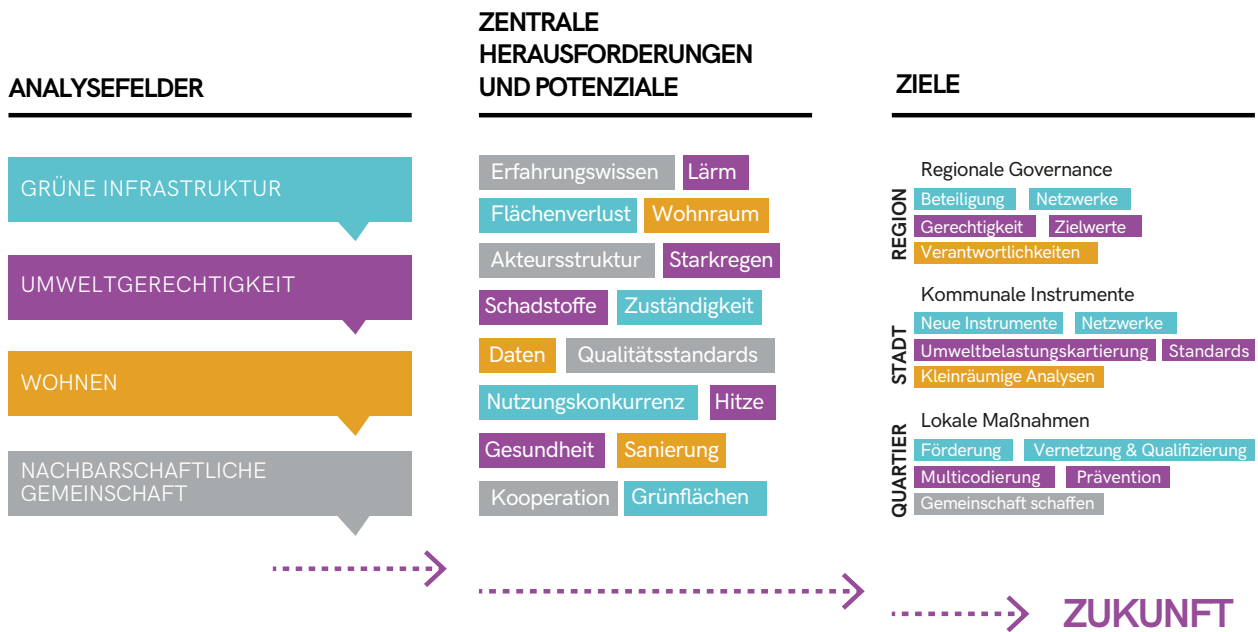 ANALYSEFELDER
GRÜNE INFRASTRUKTUR
UMWELTGERECHTIGKEIT
WOHNEN
NACHBARSCHAFTLICHE
GEMEINSCHAFT
ZENTRALE
HERAUSFORDERUNGEN
UND POTENZIALE
Erfahrungswissen Lärm
Flächenverlust Wohnraum
Akteursstruktur Starkregen
Schadstoffe Zuständigkeit
Daten Qualitätsstandards
Nutzungskonkurrenz Hitze
Gesundheit Sanierung
Kooperation Grünflächen
ZIELE
REGION
Regionale Governance
Beteiligung Netzwerke
Gerechtigkeit Zielwerte
Verantwortlichkeiten
STADT
Kommunale Instrumente
Neue Instrumente Netzwerke
Umweltbelastungskartierung Standards
Kleinräumige Analysen
QUARTIER
Lokale Maßnahmen
Förderung Vernetzung & Qualifizierung
Multicodierung Prävention
Gemeinschaft schaffen
ZUKUNFT